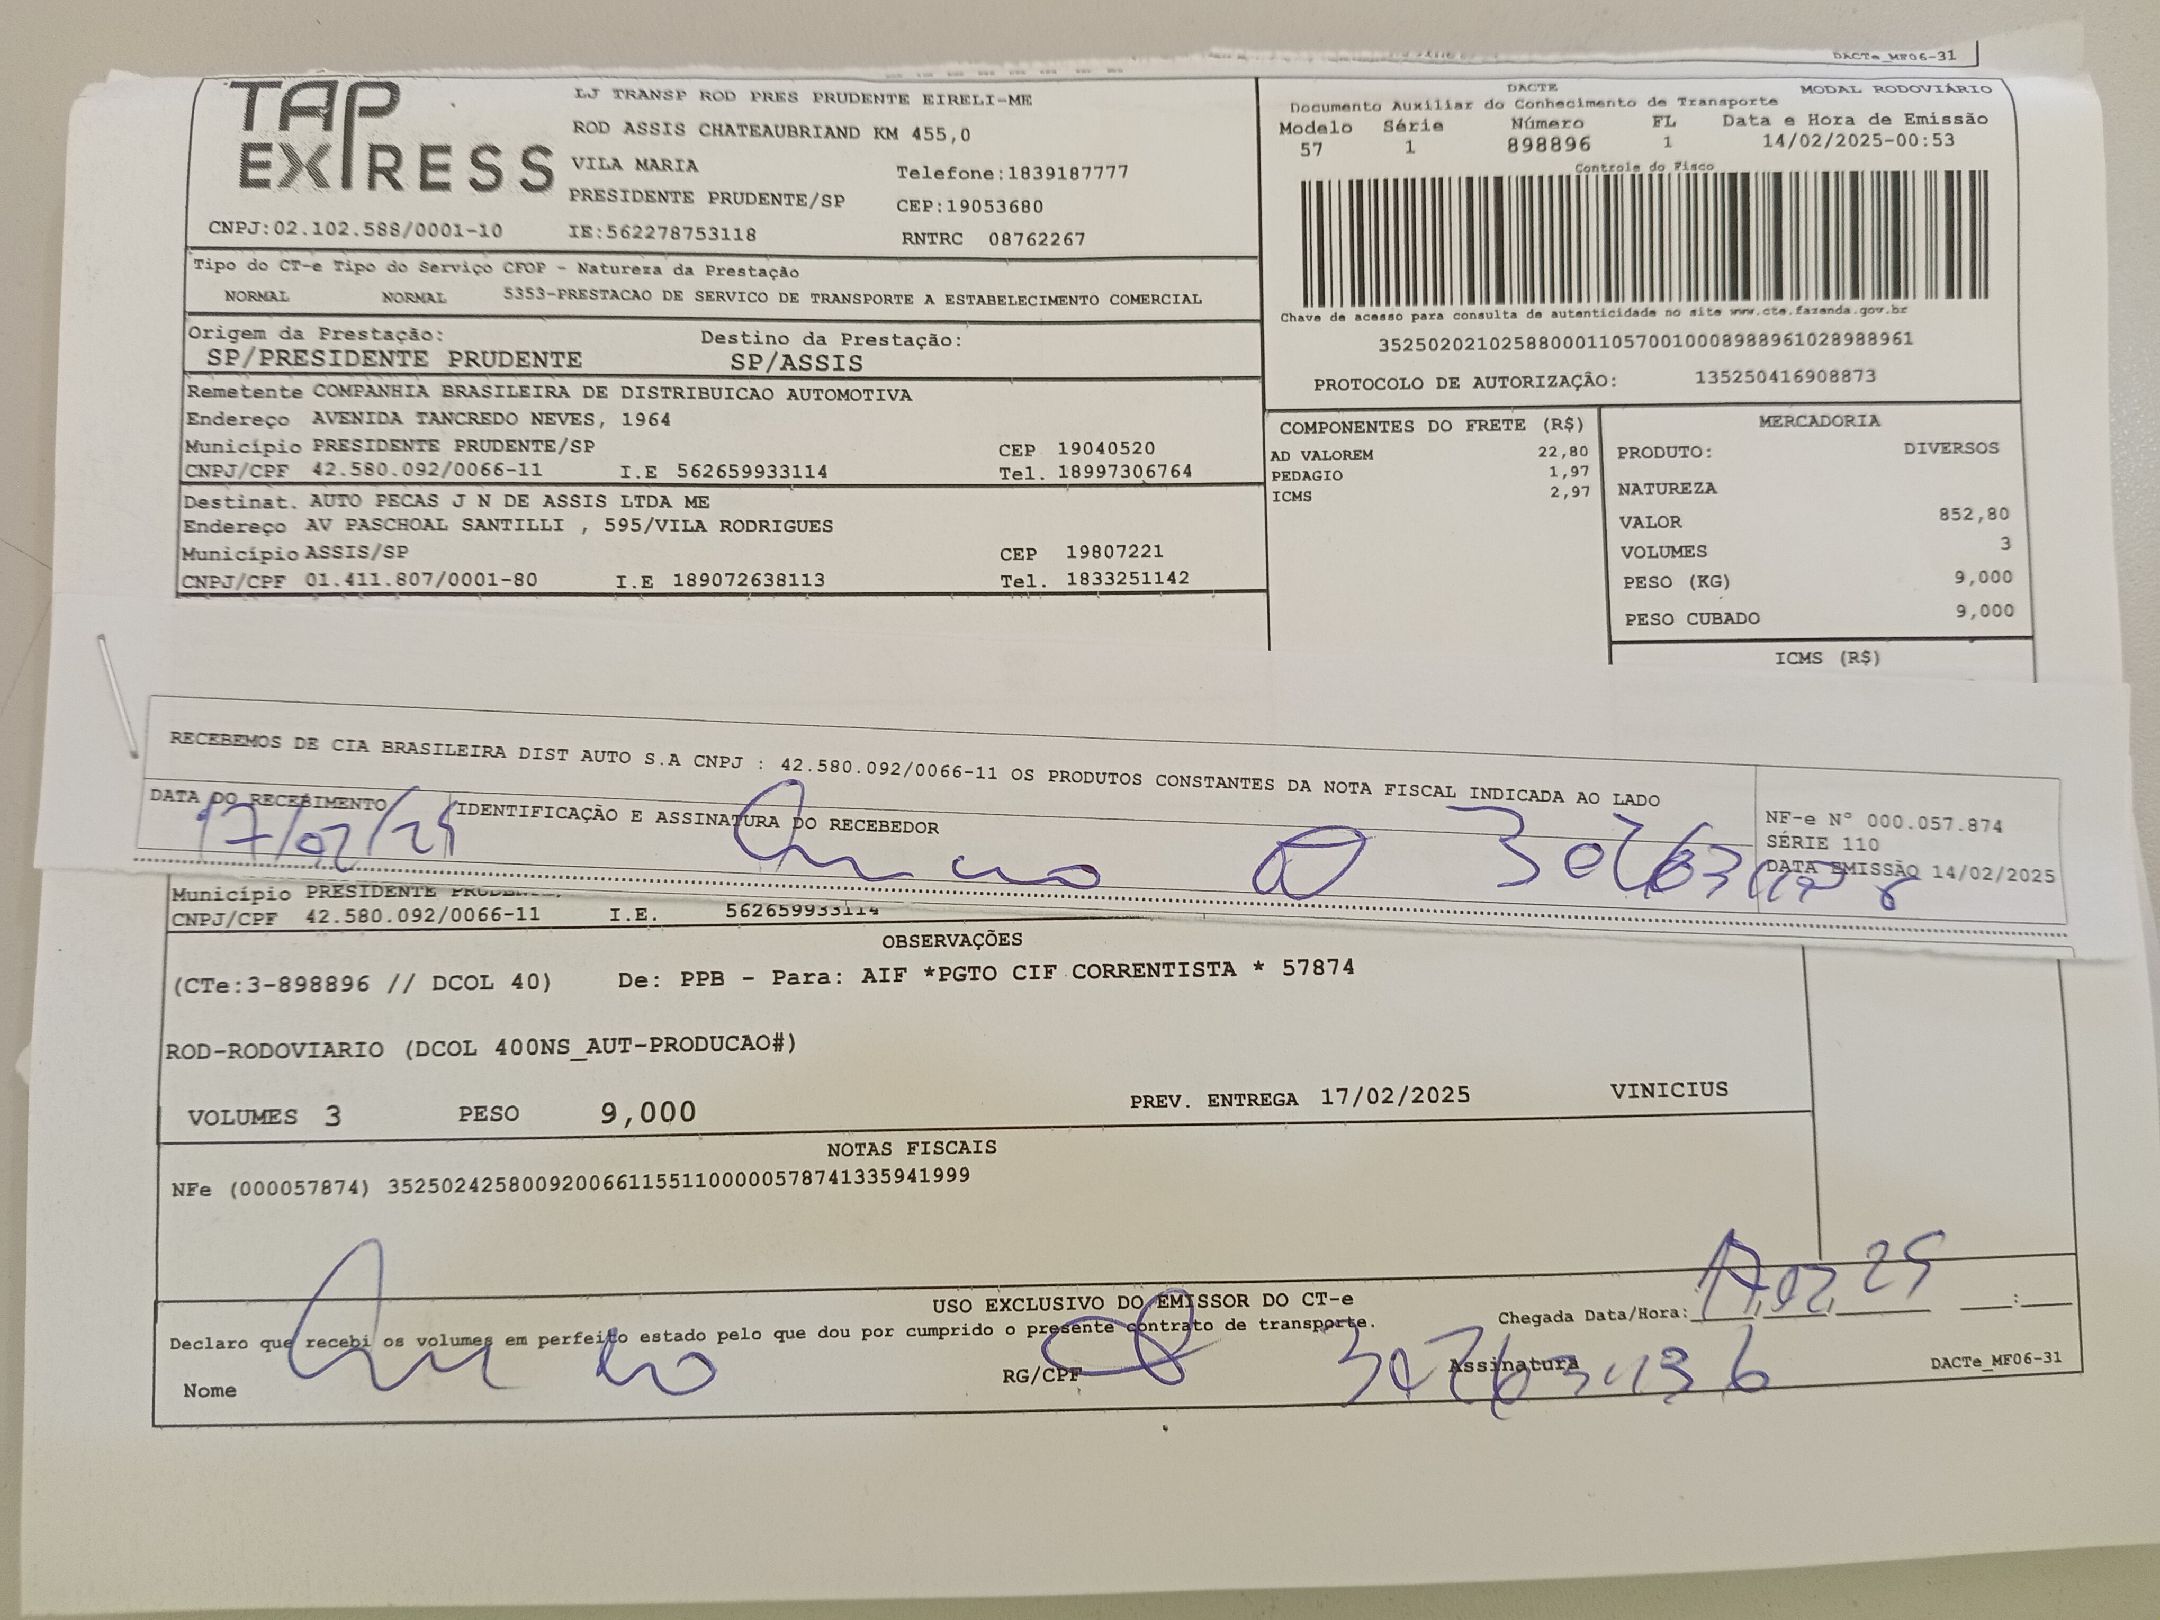 DACTe_MF06-31
TAP EXPRESS
LJ TRANSP ROD PRES PRUDENTE EIRELI-ME
ROD ASSIS CHATEAUBRIAND KM 455,0
VILA MARIA Telefone:1839187777
PRESIDENTE PRUDENTE/SP CEP:19053680
CNPJ:02.102.588/0001-10 IE:562278753118 RNTRC 08762267
DACTE MODAL RODOVIÁRIO
Documento Auxiliar do Conhecimento de Transporte
Modelo Série Número FL Data e Hora de Emissão
57 1 898896 1 14/02/2025-00:53
Controle do Fisco
Chave de acesso para consulta de autenticidade no site www.cte.fazenda.gov.br
35250202102588000110570010008988961028988961
PROTOCOLO DE AUTORIZAÇÃO: 135250416908873
Tipo do CT-e Tipo do Serviço CFOP - Natureza da Prestação
NORMAL NORMAL 5353-PRESTACAO DE SERVICO DE TRANSPORTE A ESTABELECIMENTO COMERCIAL
Origem da Prestação: Destino da Prestação:
SP/PRESIDENTE PRUDENTE SP/ASSIS
Remetente COMPANHIA BRASILEIRA DE DISTRIBUICAO AUTOMOTIVA
Endereço AVENIDA TANCREDO NEVES, 1964
Município PRESIDENTE PRUDENTE/SP CEP 19040520
CNPJ/CPF 42.580.092/0066-11 I.E 562659933114 Tel. 18997306764
Destinat. AUTO PECAS J N DE ASSIS LTDA ME
Endereço AV PASCHOAL SANTILLI , 595/VILA RODRIGUES
Município ASSIS/SP CEP 19807221
CNPJ/CPF 01.411.807/0001-80 I.E 189072638113 Tel. 1833251142
COMPONENTES DO FRETE (R$)
AD VALOREM 22,80
PEDAGIO 1,97
ICMS 2,97
MERCADORIA
PRODUTO: DIVERSOS
NATUREZA
VALOR 852,80
VOLUMES 3
PESO (KG) 9,000
PESO CUBADO 9,000
ICMS (R$)
RECEBEMOS DE CIA BRASILEIRA DIST AUTO S.A CNPJ : 42.580.092/0066-11 OS PRODUTOS CONSTANTES DA NOTA FISCAL INDICADA AO LADO
DATA DO RECEBIMENTO IDENTIFICAÇÃO E ASSINATURA DO RECEBEDOR
17/02/25
NF-e N° 000.057.874
SÉRIE 110
DATA EMISSÃO 14/02/2025
Município PRESIDENTE PRUDENTE
CNPJ/CPF 42.580.092/0066-11 I.E. 562659933114
OBSERVAÇÕES
(CTe:3-898896 // DCOL 40) De: PPB - Para: AIF *PGTO CIF CORRENTISTA * 57874
ROD-RODOVIARIO (DCOL 400NS_AUT-PRODUCAO#)
VOLUMES 3 PESO 9,000 PREV. ENTREGA 17/02/2025 VINICIUS
NOTAS FISCAIS
NFe (000057874) 35250242580092006611551100000578741335941999
USO EXCLUSIVO DO EMISSOR DO CT-e
Declaro que recebi os volumes em perfeito estado pelo que dou por cumprido o presente contrato de transporte.
Chegada Data/Hora: 17,02,25 :
Nome RG/CPF Assinatura DACTe_MF06-31